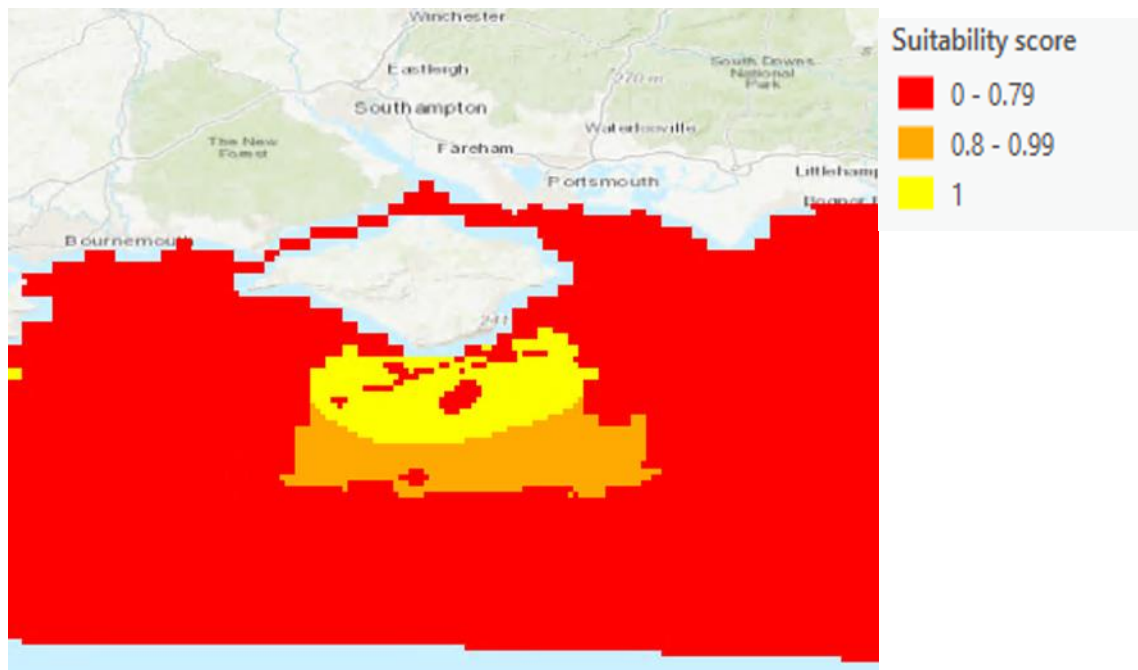 Winchester
Suitability score
Eastleigh
South Downs
National
Park
270 m
0 - 0.79
Southampton
Waterlooville
The New
Forest
Fareham
0.8 - 0.99
Littlehamp
Portsmouth
1
Bognor
Bournemouth
241